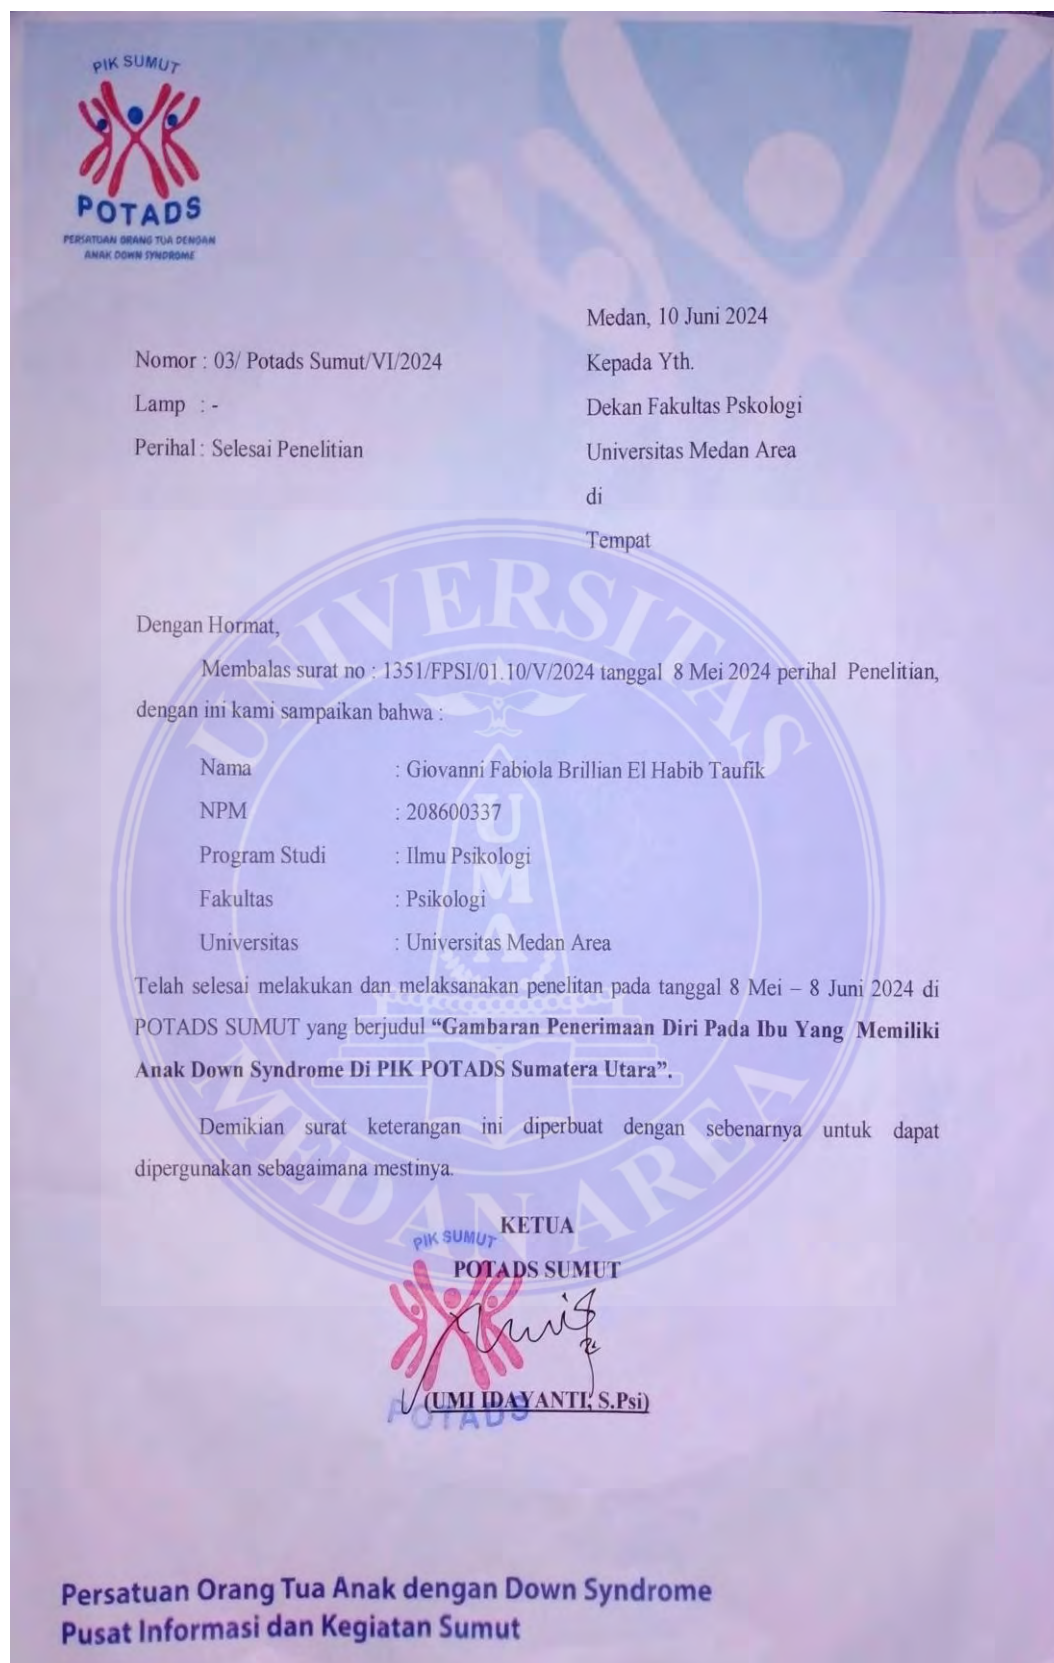 PIK SUMUT
POTADS
PERSATUAN ORANG TUA DENGAN
ANAK DOWN SYNDROME
Medan, 10 Juni 2024
Nomor : 03/ Potads Sumut/VI/2024
Kepada Yth.
Lamp : -
Dekan Fakultas Pskologi
Perihal : Selesai Penelitian
Universitas Medan Area
di
Tempat
UNIVERSITAS
MEDAN AREA
UMA
Dengan Hormat,
Membalas surat no : 1351/FPSI/01.10/V/2024 tanggal 8 Mei 2024 perihal Penelitian,
dengan ini kami sampaikan bahwa :
Nama : Giovanni Fabiola Brillian El Habib Taufik
NPM : 208600337
Program Studi : Ilmu Psikologi
Fakultas : Psikologi
Universitas : Universitas Medan Area
Telah selesai melakukan dan melaksanakan penelitan pada tanggal 8 Mei – 8 Juni 2024 di
POTADS SUMUT yang berjudul “Gambaran Penerimaan Diri Pada Ibu Yang Memiliki
Anak Down Syndrome Di PIK POTADS Sumatera Utara”.
Demikian surat keterangan ini diperbuat dengan sebenarnya untuk dapat
dipergunakan sebagaimana mestinya.
KETUA
PIK SUMUT
POTADS SUMUT
(UMI IDAYANTI, S.Psi)
POTADS
Persatuan Orang Tua Anak dengan Down Syndrome
Pusat Informasi dan Kegiatan Sumut